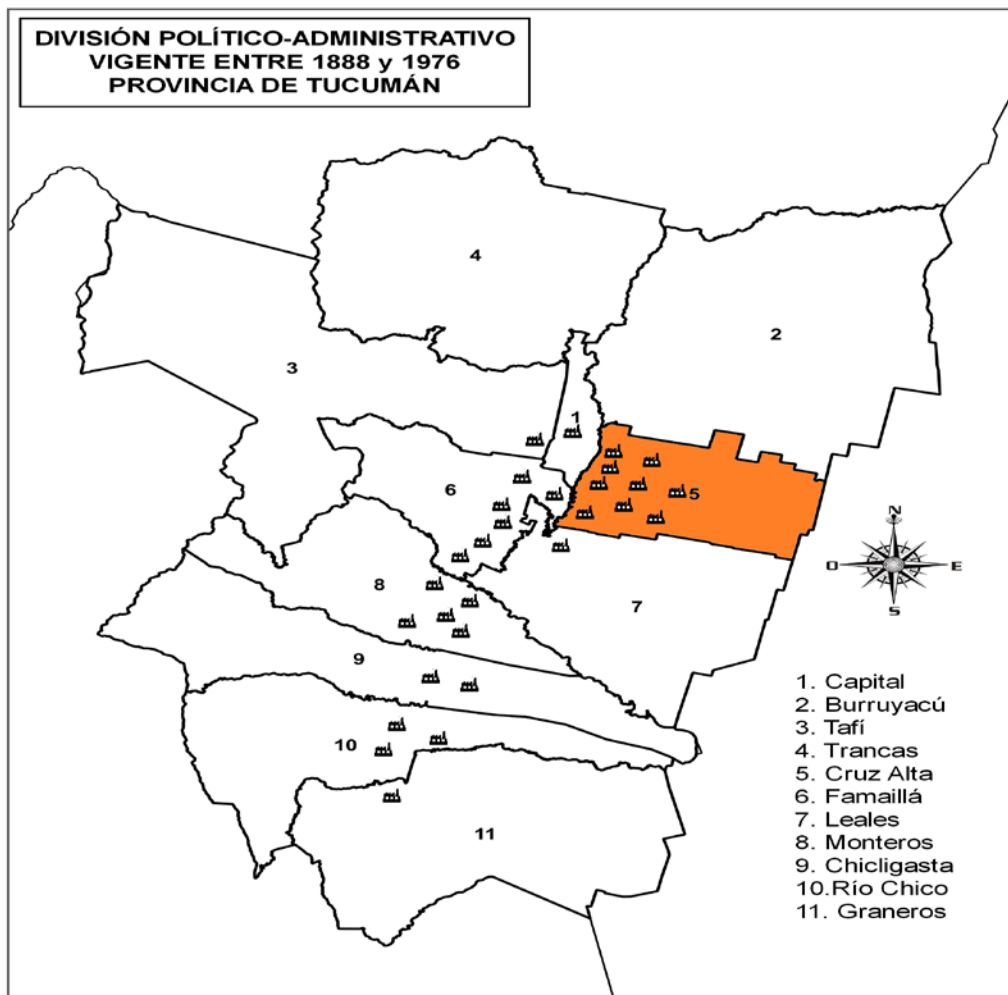 DIVISIÓN POLÍTICO-ADMINISTRATIVO
VIGENTE ENTRE 1888 y 1976
PROVINCIA DE TUCUMÁN
4
2
3
1
6
5
8
7
9
10
11
N
O
E
S
1. Capital
2. Burruyacú
3. Tafí
4. Trancas
5. Cruz Alta
6. Famaillá
7. Leales
8. Monteros
9. Chicligasta
10.Río Chico
11. Graneros